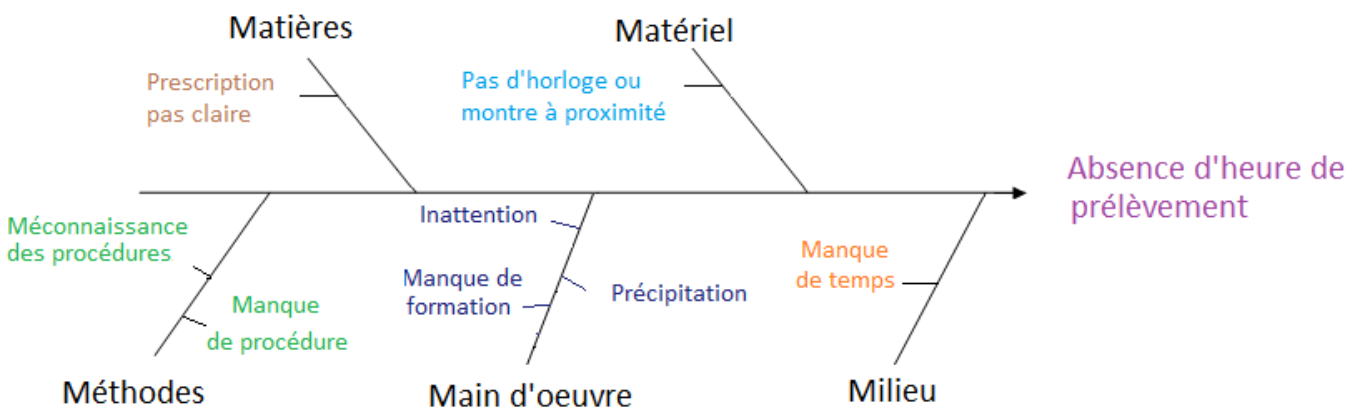 Matières
Matériel
Prescription
pas claire
Pas d'horloge ou
montre à proximité
Absence d'heure de
prélèvement
Méconnaissance
des procédures
Manque
de procédure
Inattention
Manque de
formation
Précipitation
Manque
de temps
Méthodes
Main d'oeuvre
Milieu